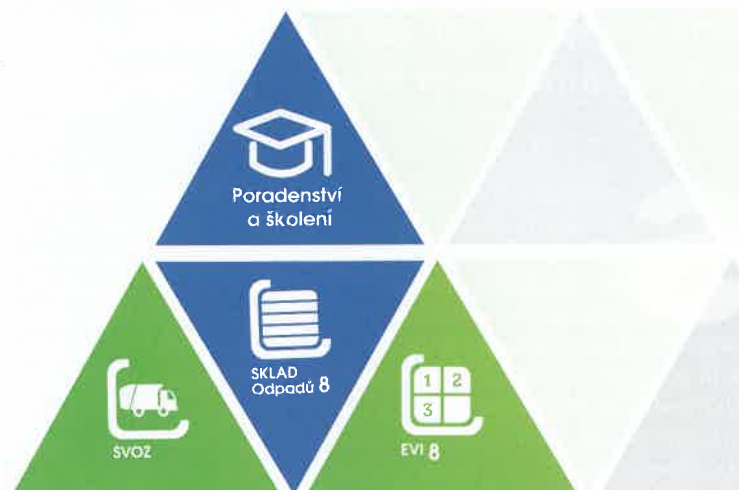 Poradenství
a školení
SKLAD
Odpadů 8
SVOZ
1 2
3
EVI 8